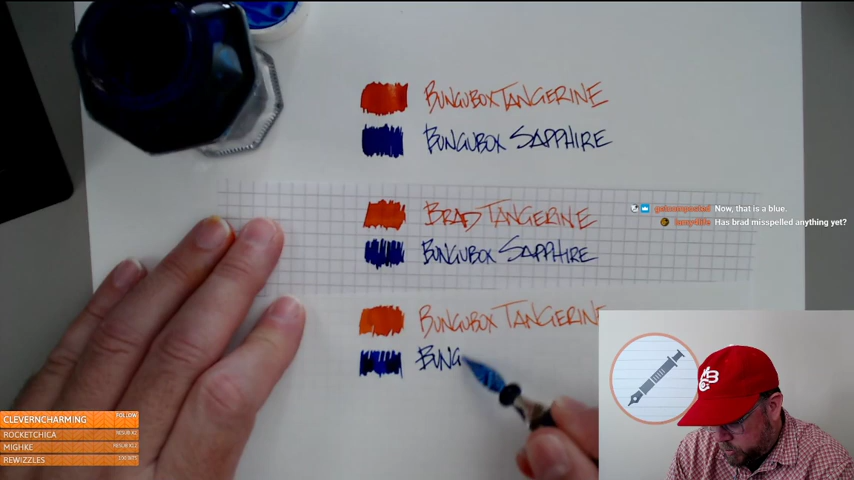 BUNGUBOX TANGERINE
BUNGUBOX SAPPHIRE
BRAD TANGERINE
BUNGUBOX SAPPHIRE
BUNGUBOX TANGERINE
BUNG
Now, that is a blue.
Has brad misspelled anything yet?
CLEVERNCHARMING FOLLOW
ROCKETCHICA
MIGHKE
REWIZZLES
B